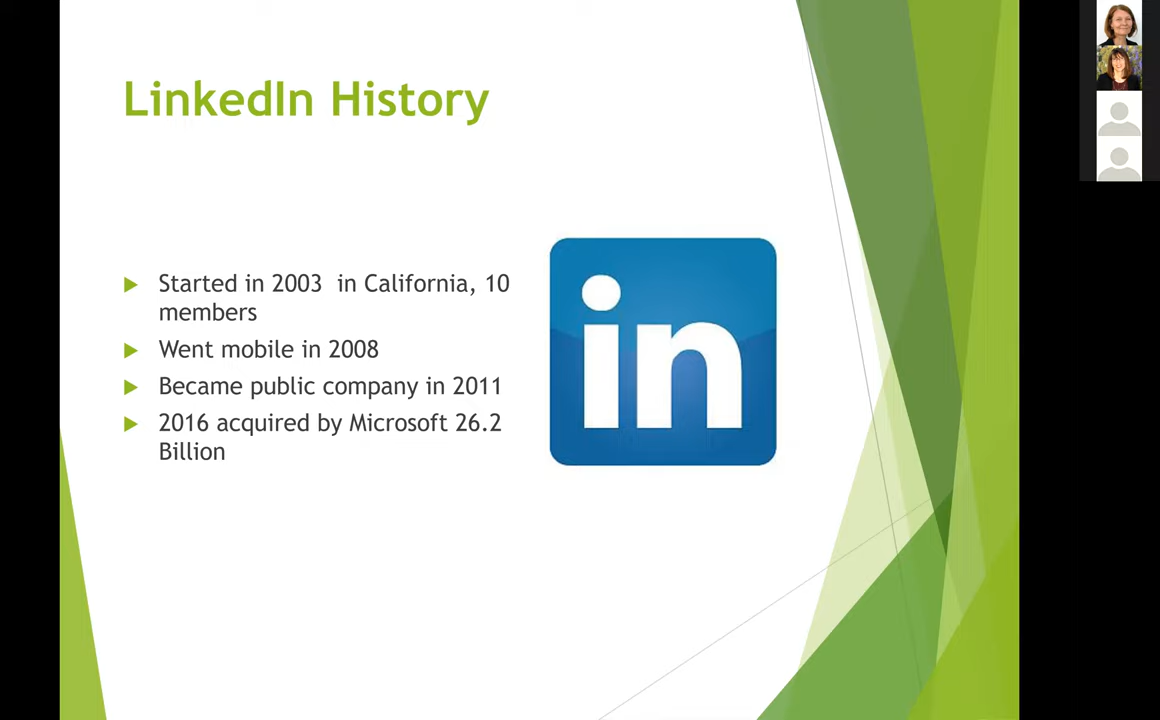 LinkedIn History
Started in 2003  in California, 10
members
Went mobile in 2008
Became public company in 2011
2016 acquired by Microsoft 26.2
Billion
in